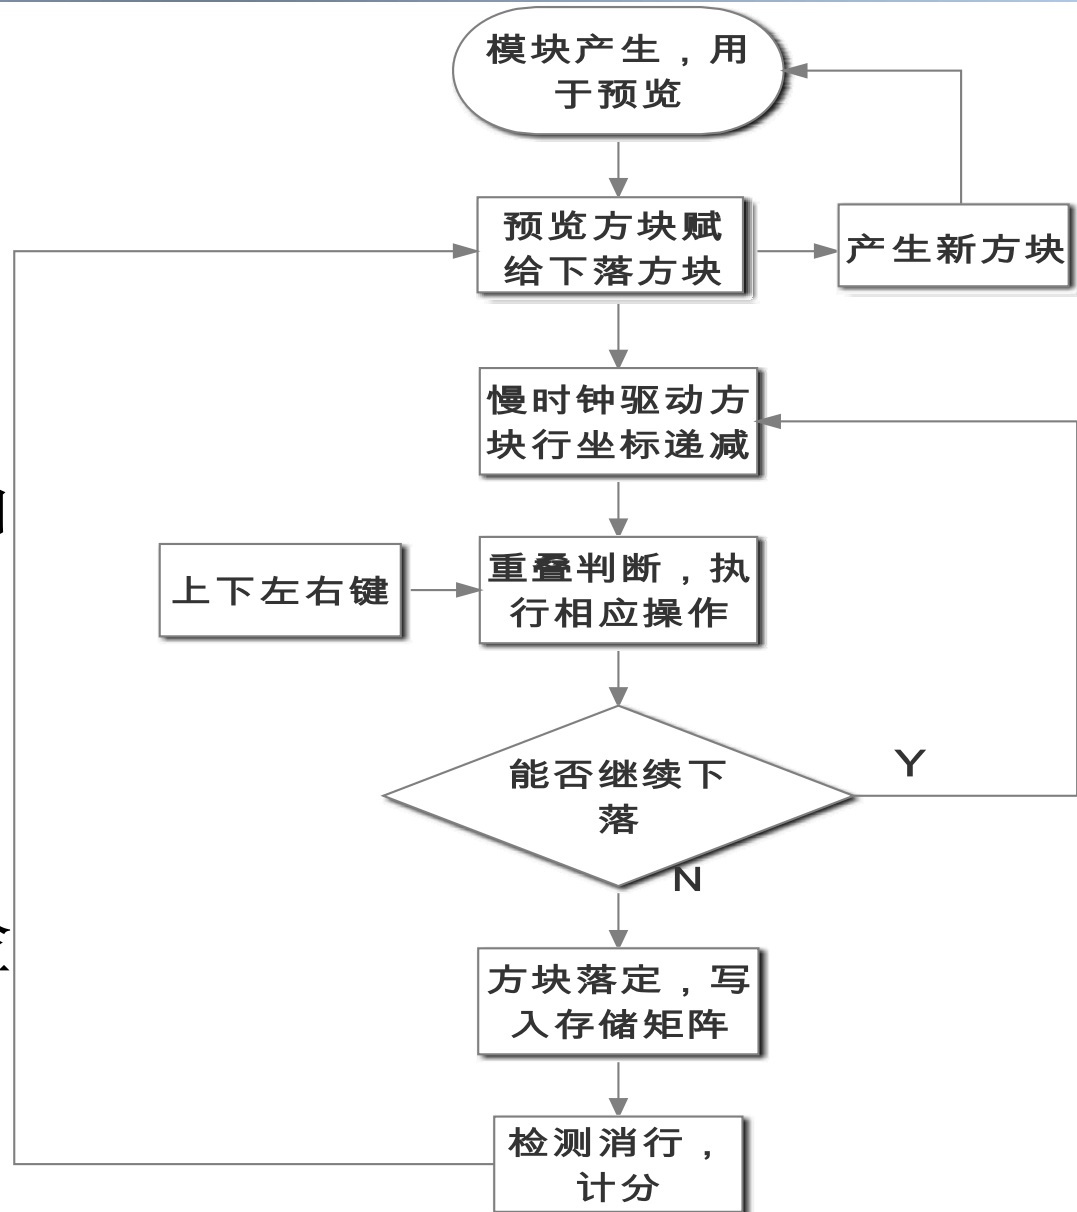 模块产生，用
于预览
预览方块赋
给下落方块
产生新方块
慢时钟驱动方
块行坐标递减
上下左右键
重叠判断，执
行相应操作
能否继续下
落
Y
N
方块落定，写
入存储矩阵
检测消行，
计分